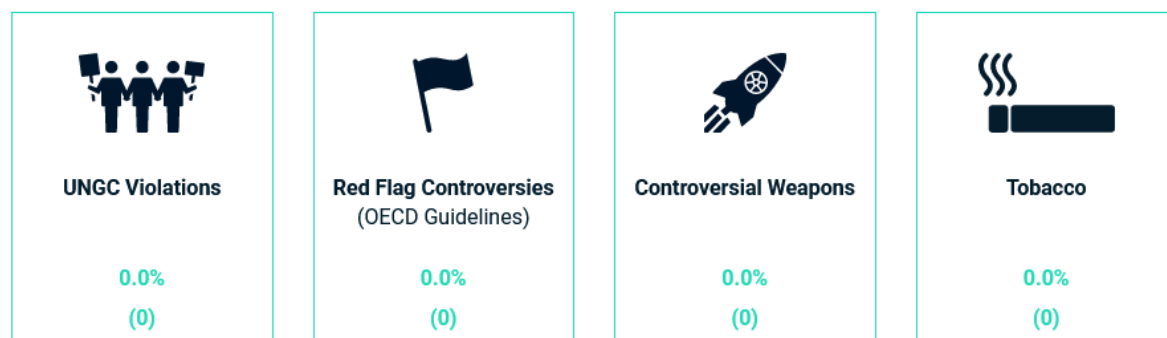 UNGC Violations
0.0%
(0)
Red Flag Controversies
(OECD Guidelines)
0.0%
(0)
Controversial Weapons
0.0%
(0)
Tobacco
0.0%
(0)